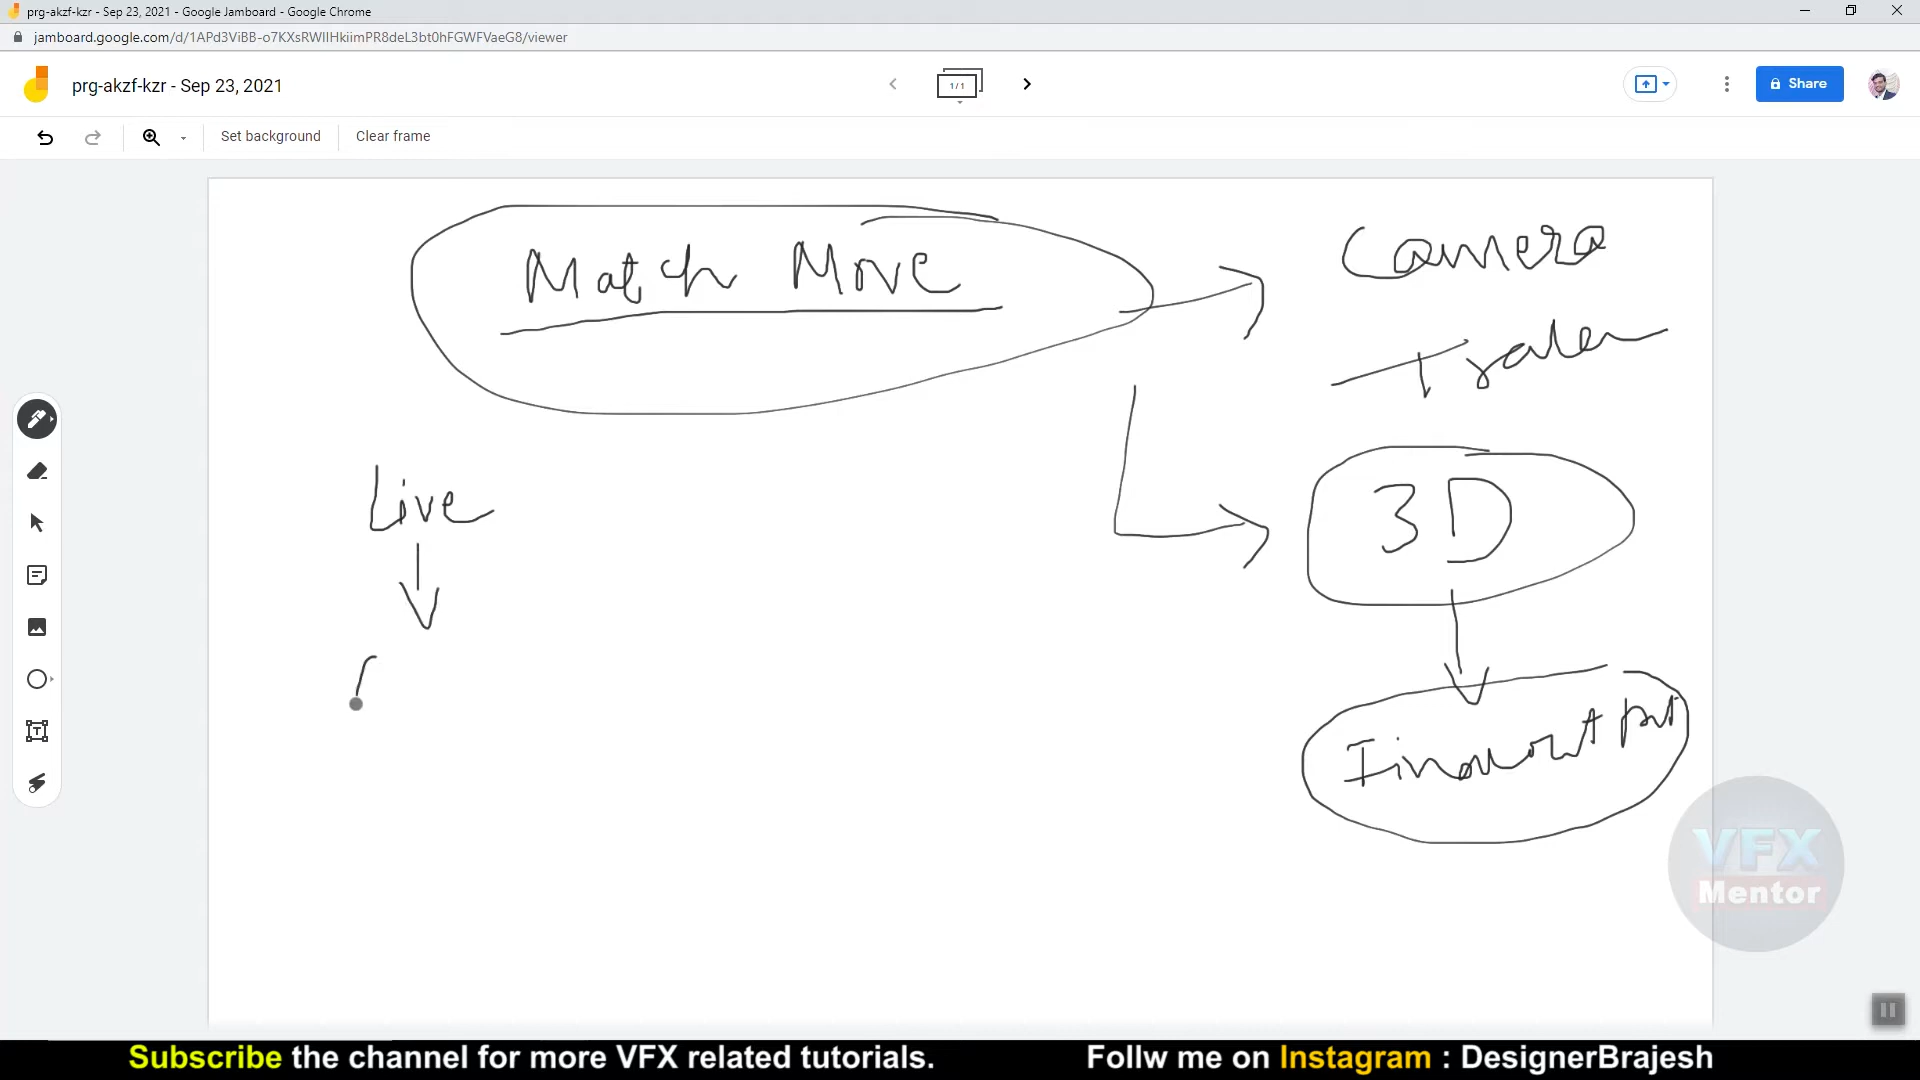 prg-akzf-kzr - Sep 23, 2021 - Google Jamboard - Google Chrome
jamboard.google.com/d/1APd3ViBB-o7KXsRWIIHkiimPR8deL3bt0hFGWFVaeG8/viewer
prg-akzf-kzr - Sep 23, 2021
1 / 1
Share
Set background
Clear frame
Match Move
Camera
3D
Live
VFX
Mentor
Subscribe the channel for more VFX related tutorials.
Follw me on Instagram : DesignerBrajesh